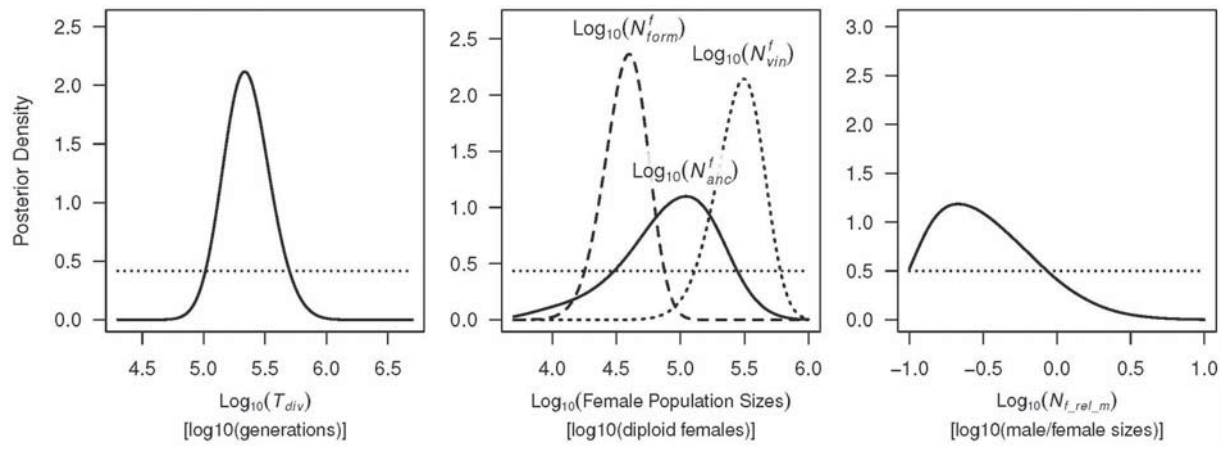 Posterior Density
2.5
2.0
1.5
1.0
0.5
0.0
4.5 5.0 5.5 6.0 6.5
Log10(Tdiv)
[log10(generations)]
2.5
2.0
1.5
1.0
0.5
0.0
Log10(N^f_form)
Log10(N^f_vin)
Log10(N^f_anc)
4.0 4.5 5.0 5.5 6.0
Log10(Female Population Sizes)
[log10(diploid females)]
3.0
2.5
2.0
1.5
1.0
0.5
0.0
−1.0 −0.5 0.0 0.5 1.0
Log10(Nf_rel_m)
[log10(male/female sizes)]